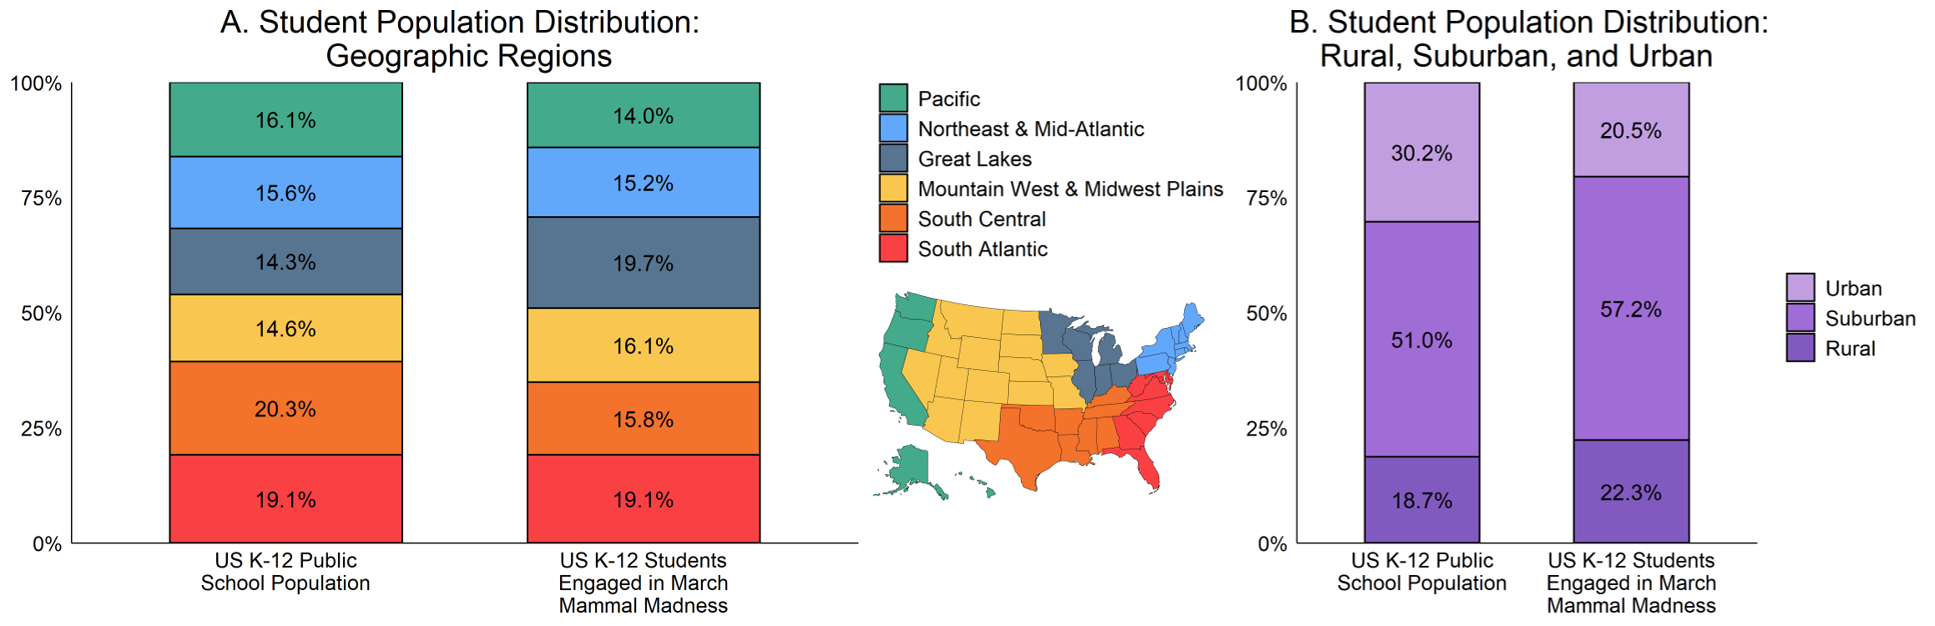 A. Student Population Distribution:
Geographic Regions
100%
75%
50%
25%
0%
16.1%
15.6%
14.3%
14.6%
20.3%
19.1%
14.0%
15.2%
19.7%
16.1%
15.8%
19.1%
US K-12 Public
School Population
US K-12 Students
Engaged in March
Mammal Madness
Pacific
Northeast & Mid-Atlantic
Great Lakes
Mountain West & Midwest Plains
South Central
South Atlantic
B. Student Population Distribution:
Rural, Suburban, and Urban
100%
75%
50%
25%
0%
30.2%
51.0%
18.7%
20.5%
57.2%
22.3%
US K-12 Public
School Population
US K-12 Students
Engaged in March
Mammal Madness
Urban
Suburban
Rural